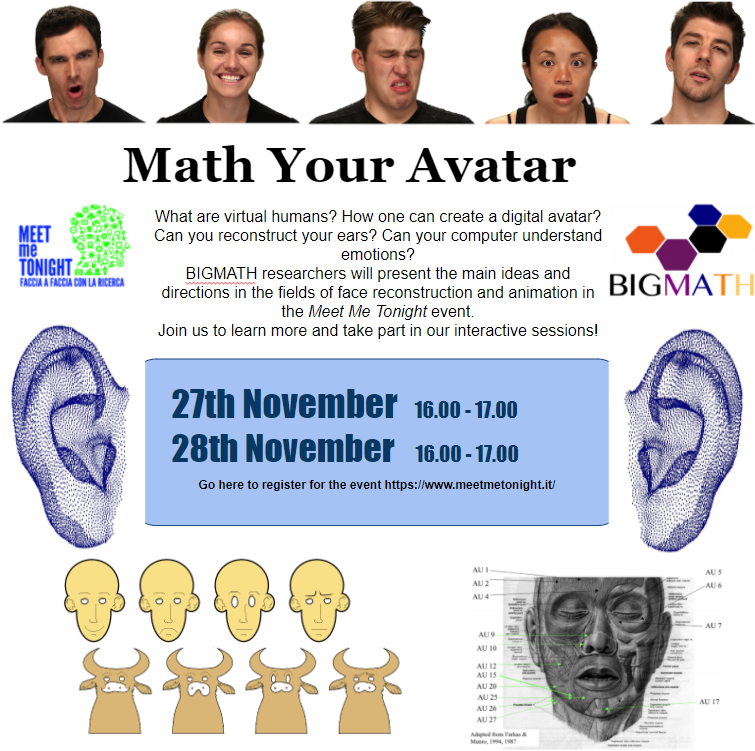 Math Your Avatar
MEET
me
TONIGHT
FACCIA A FACCIA CON LA RICERCA
What are virtual humans? How one can create a digital avatar?
Can you reconstruct your ears? Can your computer understand
emotions?
BIGMATH researchers will present the main ideas and
directions in the fields of face reconstruction and animation in
the Meet Me Tonight event.
Join us to learn more and take part in our interactive sessions!
BIGMATH
27th November 16.00 - 17.00
28th November 16.00 - 17.00
Go here to register for the event https://www.meetmetonight.it/
AU 1
AU 2
AU 4
AU 9
AU 10
AU 12
AU 15
AU 20
AU 25
AU 26
AU 27
AU 5
AU 6
AU 7
AU 17
Adapted from Farkas &
Munro, 1994, 1987